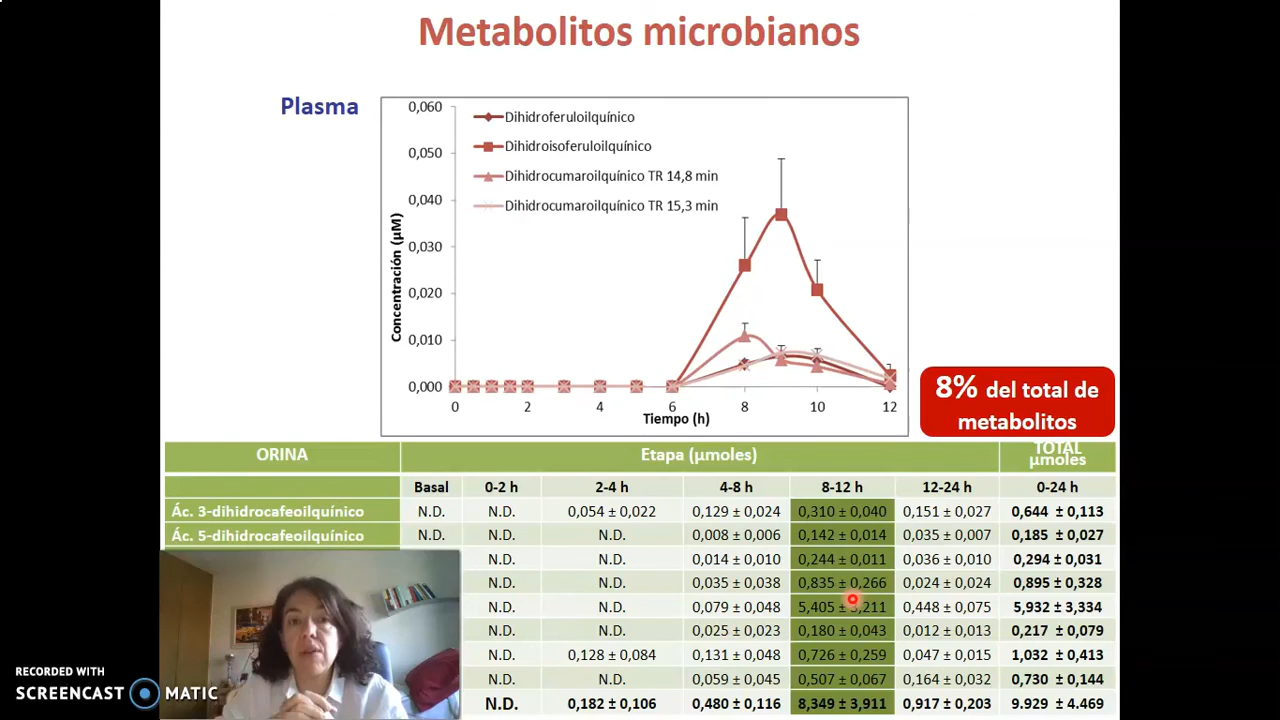 Metabolitos microbianos
Plasma
0,060
0,050
0,040
0,030
0,020
0,010
0,000
Concentración (µM)
Dihidroferuloilquínico
Dihidroisoferuloilquínico
Dihidrocumaroilquínico TR 14,8 min
Dihidrocumaroilquínico TR 15,3 min
0 2 4 6 8 10 12
Tiempo (h)
8% del total de
metabolitos
ORINA Etapa (µmoles) TOTAL
µmoles
Basal 0-2 h 2-4 h 4-8 h 8-12 h 12-24 h 0-24 h
Ác. 3-dihidrocafeoilquínico N.D. N.D. 0,054 ± 0,022 0,129 ± 0,024 0,310 ± 0,040 0,151 ± 0,027 0,644 ± 0,113
Ác. 5-dihidrocafeoilquínico N.D. N.D. N.D. 0,008 ± 0,006 0,142 ± 0,014 0,035 ± 0,007 0,185 ± 0,027
N.D. N.D. 0,014 ± 0,010 0,244 ± 0,011 0,036 ± 0,010 0,294 ± 0,031
N.D. N.D. 0,035 ± 0,038 0,835 ± 0,266 0,024 ± 0,024 0,895 ± 0,328
N.D. N.D. 0,079 ± 0,048 5,405 ± 3,211 0,448 ± 0,075 5,932 ± 3,334
N.D. N.D. 0,025 ± 0,023 0,180 ± 0,043 0,012 ± 0,013 0,217 ± 0,079
N.D. 0,128 ± 0,084 0,131 ± 0,048 0,726 ± 0,259 0,047 ± 0,015 1,032 ± 0,413
N.D. N.D. 0,059 ± 0,045 0,507 ± 0,067 0,164 ± 0,032 0,730 ± 0,144
N.D. 0,182 ± 0,106 0,480 ± 0,116 8,349 ± 3,911 0,917 ± 0,203 9.929 ± 4.469
RECORDED WITH
SCREENCAST MATIC